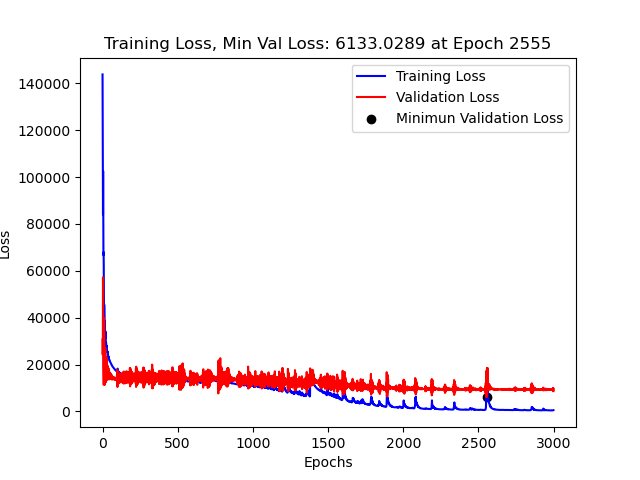 Training Loss, Min Val Loss: 6133.0289 at Epoch 2555
Training Loss
Validation Loss
Minimun Validation Loss
140000
120000
100000
80000
60000
40000
20000
0
Loss
0 500 1000 1500 2000 2500 3000
Epochs